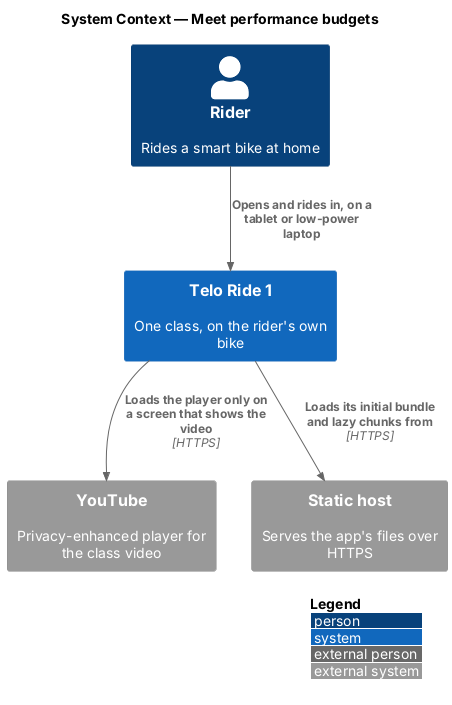 System Context — Meet performance budgets
Rider
Rides a smart bike at home
Opens and rides in, on a
tablet or low-power
laptop
Telo Ride 1
One class, on the rider's own
bike
Loads the player only on
a screen that shows the
video
[HTTPS]
Loads its initial bundle
and lazy chunks from
[HTTPS]
YouTube
Privacy-enhanced player for
the class video
Static host
Serves the app's files over
HTTPS
Legend
person
system
external person
external system